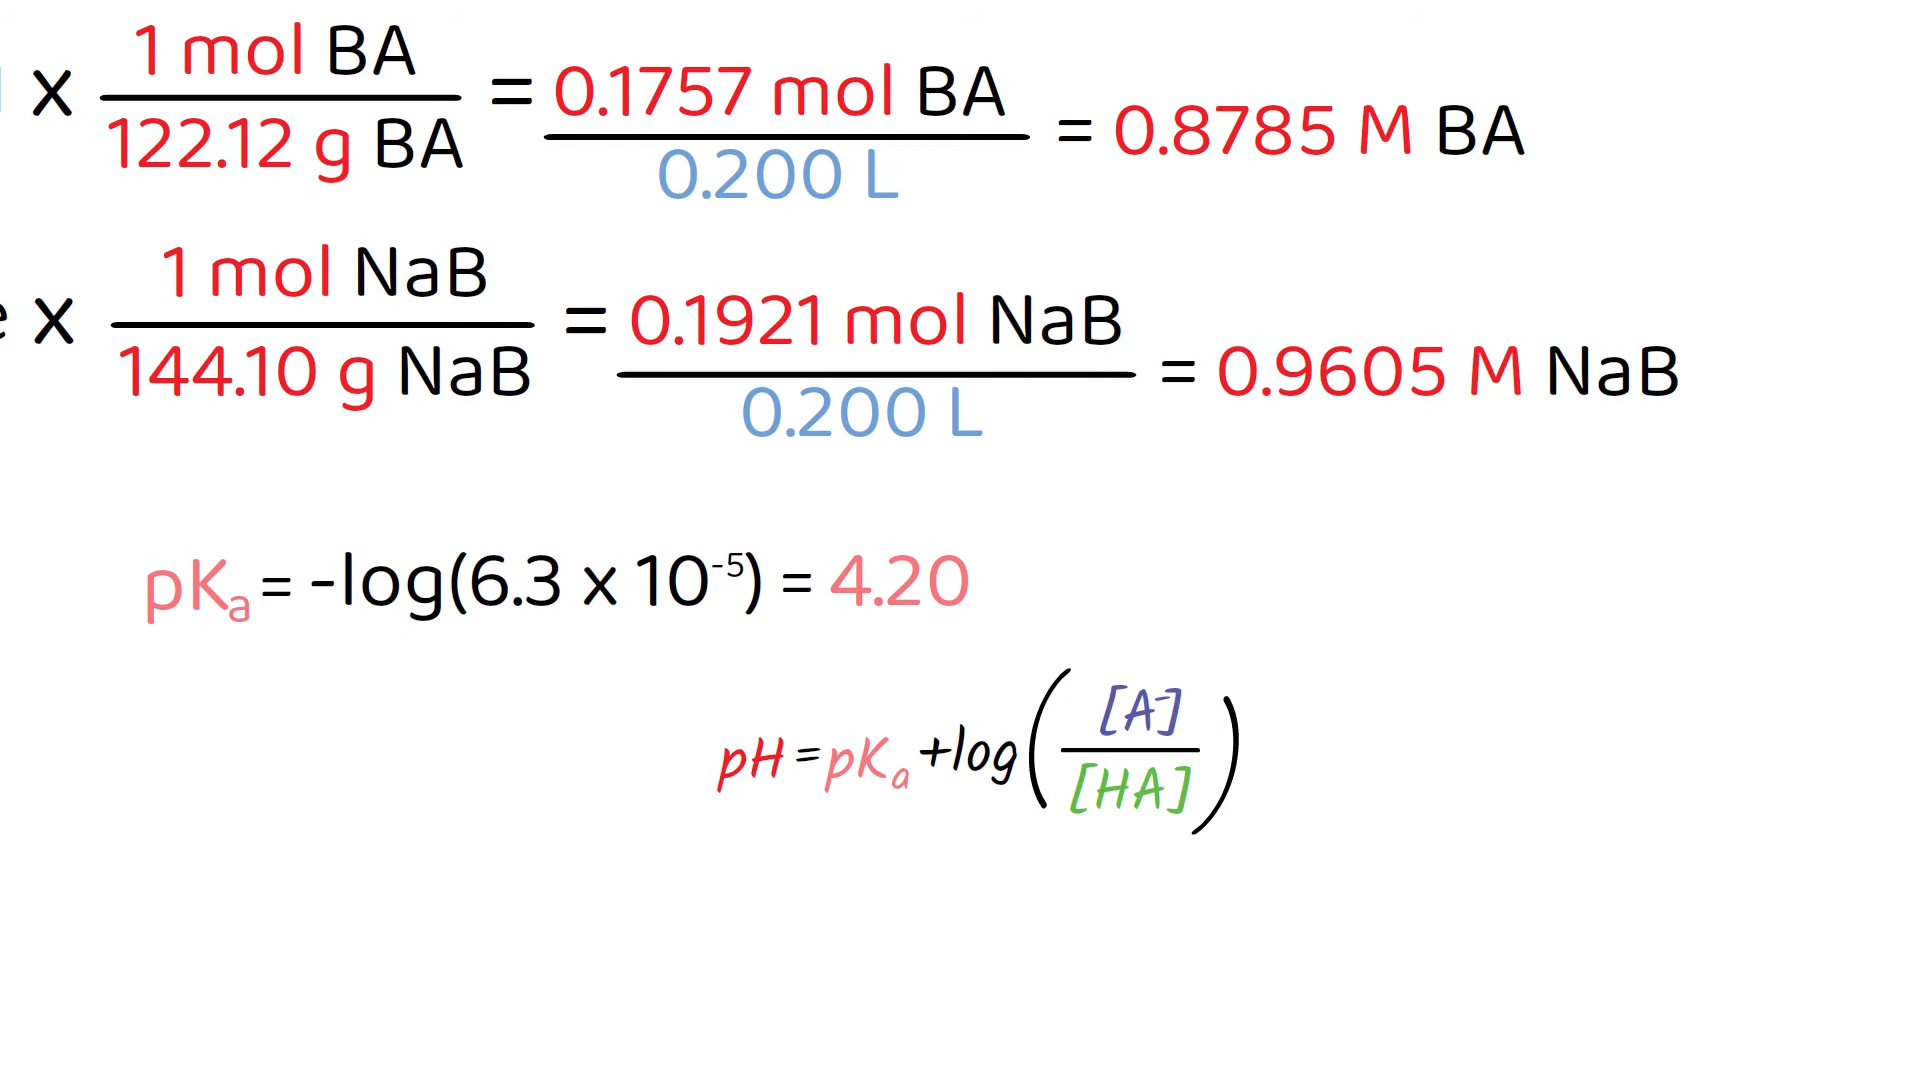 x 1 mol BA / 122.12 g BA = 0.1757 mol BA / 0.200 L = 0.8785 M BA
e x 1 mol NaB / 144.10 g NaB = 0.1921 mol NaB / 0.200 L = 0.9605 M NaB
pKₐ = -log(6.3 x 10⁻⁵) = 4.20
pH = pKₐ +log([A⁻] / [HA])